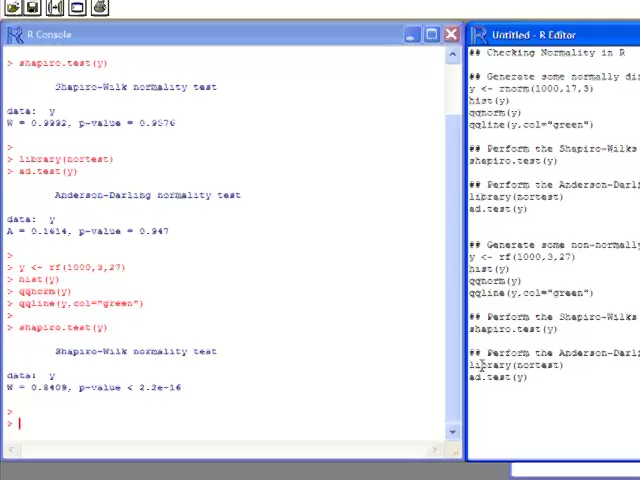 R Console
> shapiro.test(y)
Shapiro-Wilk normality test
data: y
W = 0.9992, p-value = 0.9576
>
> library(nortest)
> ad.test(y)
Anderson-Darling normality test
data: y
A = 0.1614, p-value = 0.947
>
> y <- rf(1000,3,27)
> hist(y)
> qqnorm(y)
> qqline(y,col="green")
>
> shapiro.test(y)
Shapiro-Wilk normality test
data: y
W = 0.8409, p-value < 2.2e-16
>
>
Untitled - R Editor
## Checking Normality in R
## Generate some normally di
y <- rnorm(1000,17,3)
hist(y)
qqnorm(y)
qqline(y,col="green")
## Perform the Shapiro-Wilks
shapiro.test(y)
## Perform the Anderson-Darli
library(nortest)
ad.test(y)
## Generate some non-normally
y <- rf(1000,3,27)
hist(y)
qqnorm(y)
qqline(y,col="green")
## Perform the Shapiro-Wilks
shapiro.test(y)
## Perform the Anderson-Darli
library(nortest)
ad.test(y)